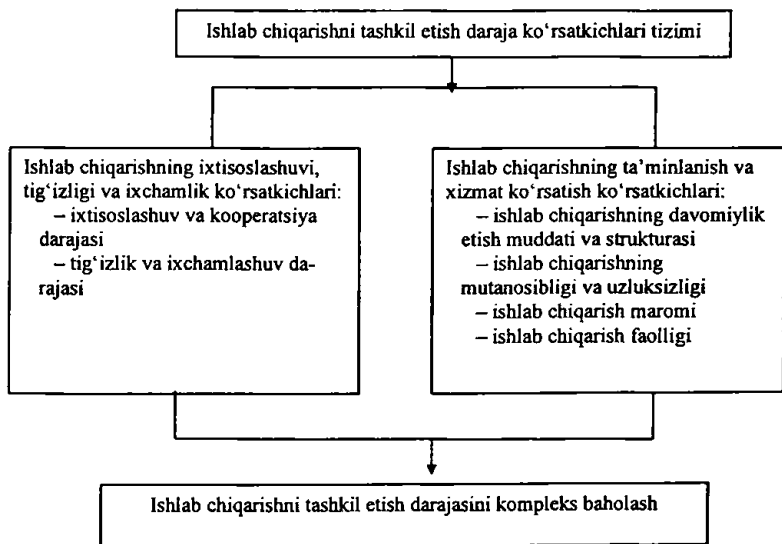 Ishlab chiqarishni tashkil etish daraja ko‘rsatkichlari tizimi
Ishlab chiqarishning ixtisoslashuvi,
tig‘izligi va ixchamlik ko‘rsatkichlari:
– ixtisoslashuv va kooperatsiya
darajasi
– tig‘izlik va ixchamlashuv da-
rajasi
Ishlab chiqarishning ta’minlanish va
xizmat ko‘rsatish ko‘rsatkichlari:
– ishlab chiqarishning davomiylik
etish muddati va strukturasi
– ishlab chiqarishning
mutanosibligi va uzluksizligi
– ishlab chiqarish maromi
– ishlab chiqarish faolligi
Ishlab chiqarishni tashkil etish darajasini kompleks baholash